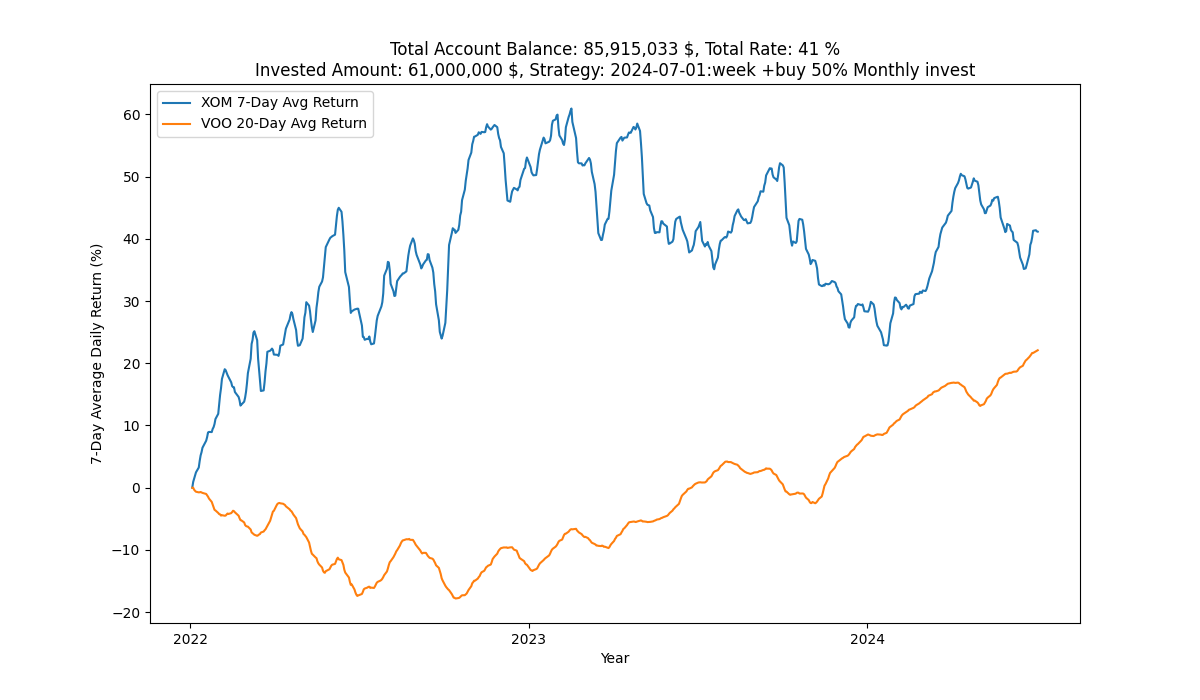 Total Account Balance: 85,915,033 $, Total Rate: 41 %
Invested Amount: 61,000,000 $, Strategy: 2024-07-01:week +buy 50% Monthly invest
XOM 7-Day Avg Return
VOO 20-Day Avg Return
7-Day Average Daily Return (%)
60
50
40
30
20
10
0
−10
−20
2022
2023
2024
Year